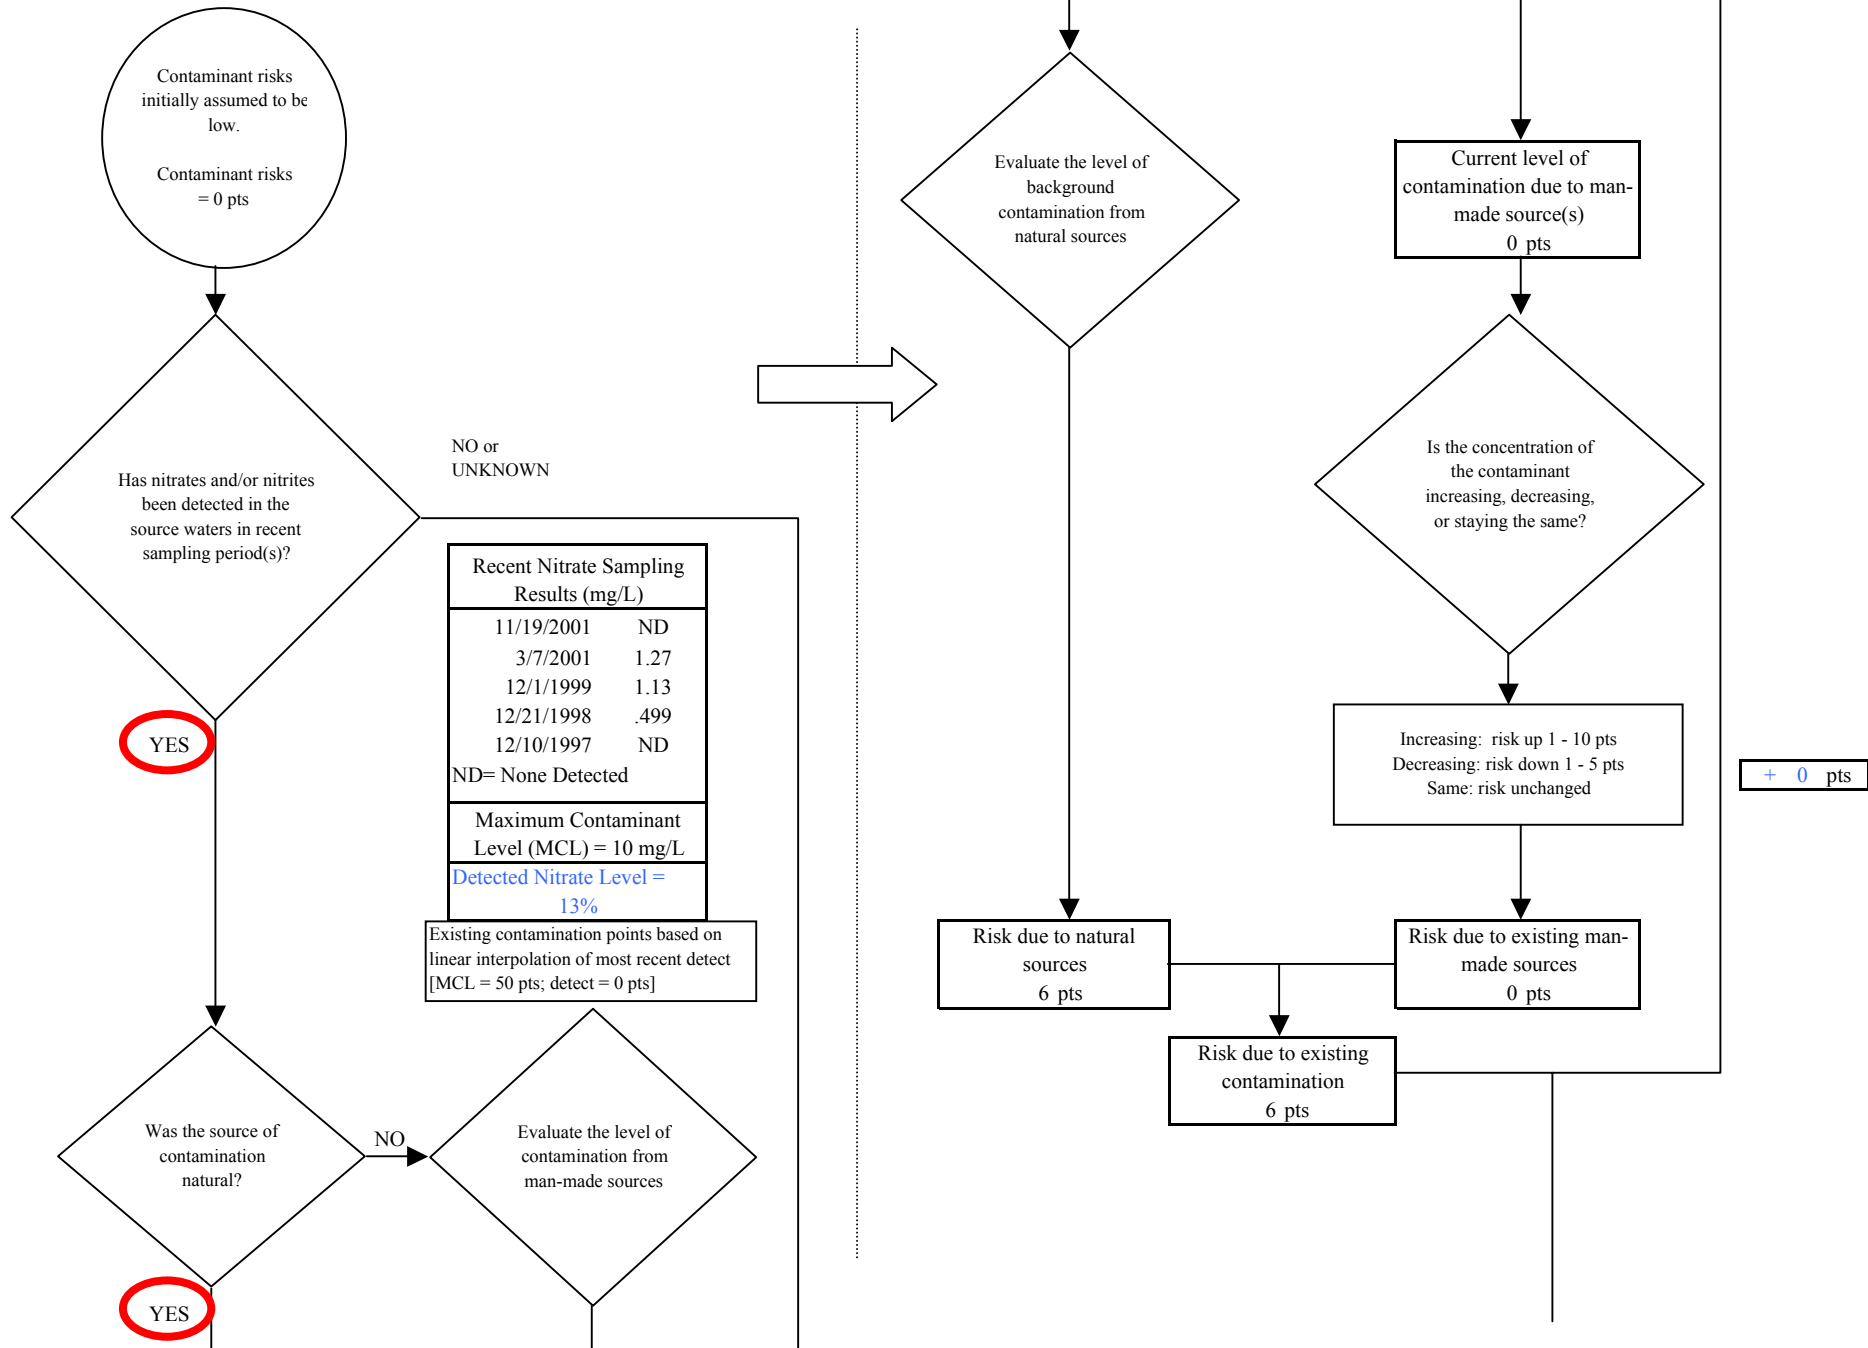 Contaminant risks
initially assumed to be
low.
Contaminant risks
= 0 pts
Has nitrates and/or nitrites
been detected in the
source waters in recent
sampling period(s)?
NO or
UNKNOWN
YES
Recent Nitrate Sampling
Results (mg/L)
11/19/2001 ND
3/7/2001 1.27
12/1/1999 1.13
12/21/1998 .499
12/10/1997 ND
ND= None Detected
Maximum Contaminant
Level (MCL) = 10 mg/L
Detected Nitrate Level =
13%
Existing contamination points based on
linear interpolation of most recent detect
[MCL = 50 pts; detect = 0 pts]
Was the source of
contamination
natural?
NO
Evaluate the level of
contamination from
man-made sources
YES
Evaluate the level of
background
contamination from
natural sources
Current level of
contamination due to man-
made source(s)
0 pts
Is the concentration of
the contaminant
increasing, decreasing,
or staying the same?
Increasing: risk up 1 - 10 pts
Decreasing: risk down 1 - 5 pts
Same: risk unchanged
+ 0 pts
Risk due to natural
sources
6 pts
Risk due to existing man-
made sources
0 pts
Risk due to existing
contamination
6 pts